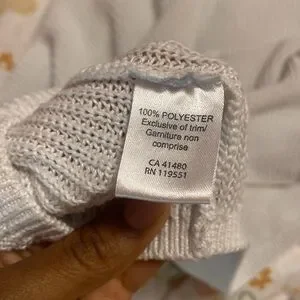 100% POLYESTER
Exclusive of trim/
Garniture non
comprise
CA 41480
RN 119551